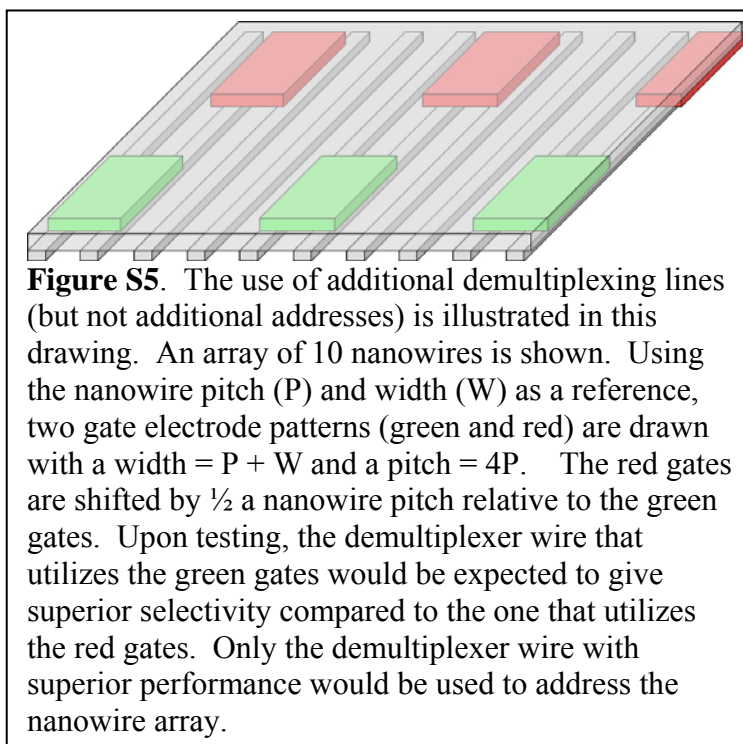 Figure S5.  The use of additional demultiplexing lines
(but not additional addresses) is illustrated in this
drawing.  An array of 10 nanowires is shown.  Using
the nanowire pitch (P) and width (W) as a reference,
two gate electrode patterns (green and red) are drawn
with a width = P + W and a pitch = 4P.    The red gates
are shifted by ½ a nanowire pitch relative to the green
gates.  Upon testing, the demultiplexer wire that
utilizes the green gates would be expected to give
superior selectivity compared to the one that utilizes
the red gates.  Only the demultiplexer wire with
superior performance would be used to address the
nanowire array.